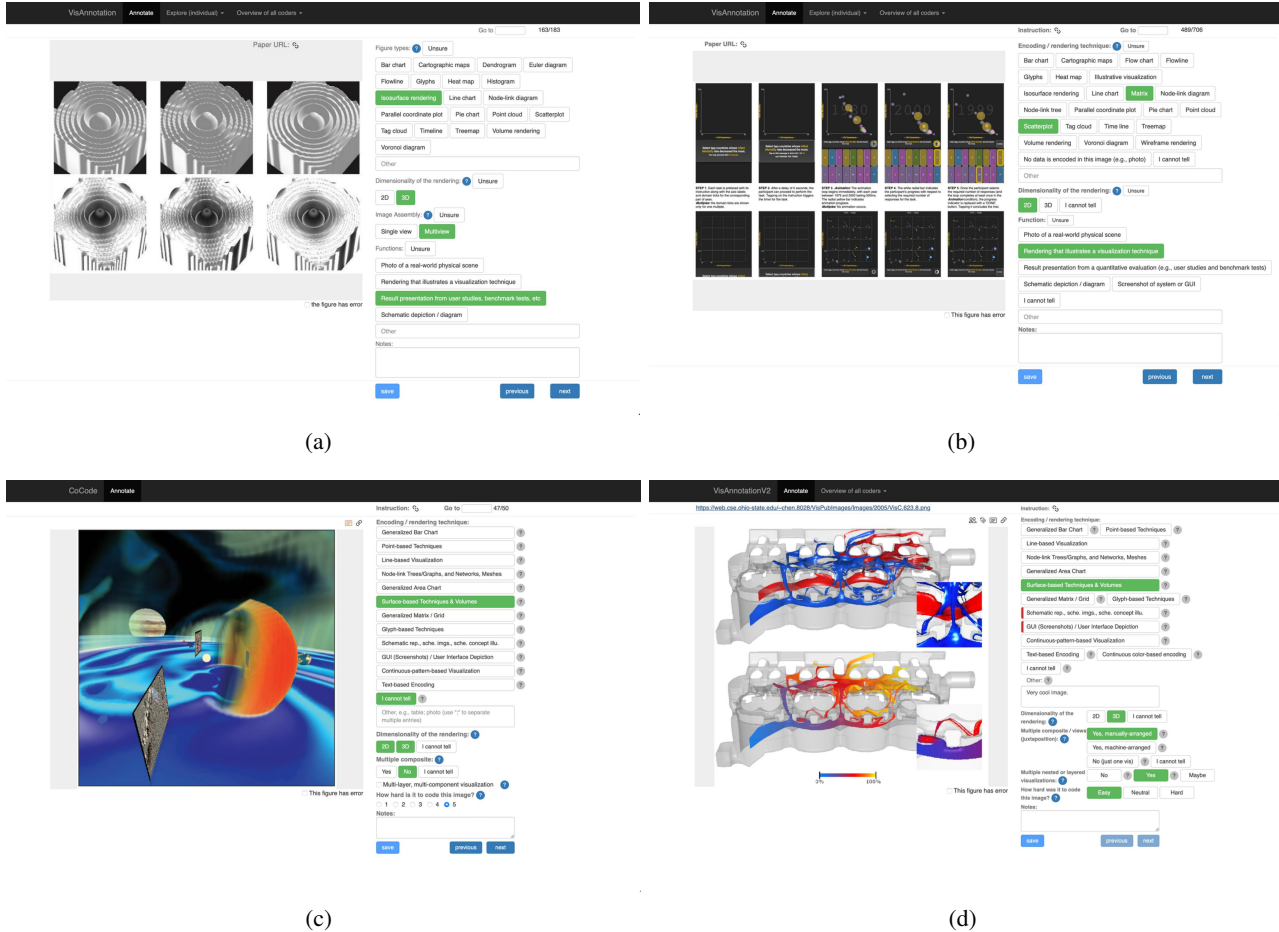 VisAnnotation Annotate Explore (individual) Overview of all coders
Go to 163/183
Paper URL:
Figure types: ? Unsure
Bar chart Cartographic maps Dendrogram Euler diagram
Flowline Glyphs Heat map Histogram
Isosurface rendering Line chart Node-link diagram
Parallel coordinate plot Pie chart Point cloud Scatterplot
Tag cloud Timeline Treemap Volume rendering
Voronoi diagram
Other
Dimensionality of the rendering: ? Unsure
2D 3D
Image Assembly: ? Unsure
Single view Multiview
Functions: Unsure
Photo of a real-world physical scene
Rendering that illustrates a visualization technique
Result presentation from user studies, benchmark tests, etc
the figure has error
Schematic depiction / diagram
Other
Notes:
save previous next
(a)
VisAnnotation Annotate Explore (individual) Overview of all coders
Instruction: Go to 489/706
Paper URL:
Encoding / rendering technique: ? Unsure
Bar chart Cartographic maps Flow chart Flowline
Glyphs Heat map Illustrative visualization
Isosurface rendering Line chart Matrix Node-link diagram
Node-link tree Parallel coordinate plot Pie chart Point cloud
Scatterplot Tag cloud Time line Treemap
Volume rendering Voronoi diagram Wireframe rendering
No data is encoded in this image (e.g., photo) I cannot tell
Other
Dimensionality of the rendering: ? Unsure
2D 3D I cannot tell
Function: Unsure
Photo of a real-world physical scene
Rendering that illustrates a visualization technique
Result presentation from a quantitative evaluation (e.g., user studies and benchmark tests)
Schematic depiction / diagram Screenshot of system or GUI
I cannot tell
This figure has error
Other
Notes:
save previous next
2000 1999
(b)
CoCode Annotate
Instruction: Go to 47/50
Encoding / rendering technique:
Generalized Bar Chart ?
Point-based Techniques ?
Line-based Visualization ?
Node-link Trees/Graphs, and Networks, Meshes ?
Generalized Area Chart ?
Surface-based Techniques & Volumes ?
Generalized Matrix / Grid ?
Glyph-based Techniques ?
Schematic rep., sche. imgs., sche. concept illu. ?
GUI (Screenshots) / User Interface Depiction ?
Continuous-pattern-based Visualization ?
Text-based Encoding ?
I cannot tell ?
Other, e.g., table; photo (use ";" to separate
multiple entries)
Dimensionality of the rendering: ?
2D 3D I cannot tell
Multiple composite: ?
Yes No I cannot tell
Multi-layer, multi-component visualization ?
This figure has error
How hard is it to code this image? ?
1 2 3 4 5
Notes:
save previous next
(c)
VisAnnotationV2 Annotate Overview of all coders
https://web.cse.ohio-state.edu/~chen.8028/VisPubImages/Images/2005/VisC.623.8.png
Instruction:
Encoding / rendering technique:
Generalized Bar Chart ? Point-based Techniques ?
Line-based Visualization ?
Node-link Trees/Graphs, and Networks, Meshes ?
Generalized Area Chart ?
Surface-based Techniques & Volumes ?
Generalized Matrix / Grid ? Glyph-based Techniques ?
Schematic rep., sche. imgs., sche. concept illu. ?
GUI (Screenshots) / User Interface Depiction ?
Continuous-pattern-based Visualization ?
Text-based Encoding ? Continuous color-based encoding ?
I cannot tell ?
Other: ?
Very cool image.
Dimensionality of the rendering: ? 2D 3D I cannot tell
Multiple composite / views (juxtaposition): ? Yes, manually-arranged ?
Yes, machine-arranged ?
No (just one vis) ? I cannot tell
Multiple nested or layered visualizations: ? No ? Yes ? Maybe
How hard was it to code this image? ? Easy Neutral Hard
100%
This figure has error
Notes:
save previous next
(d)